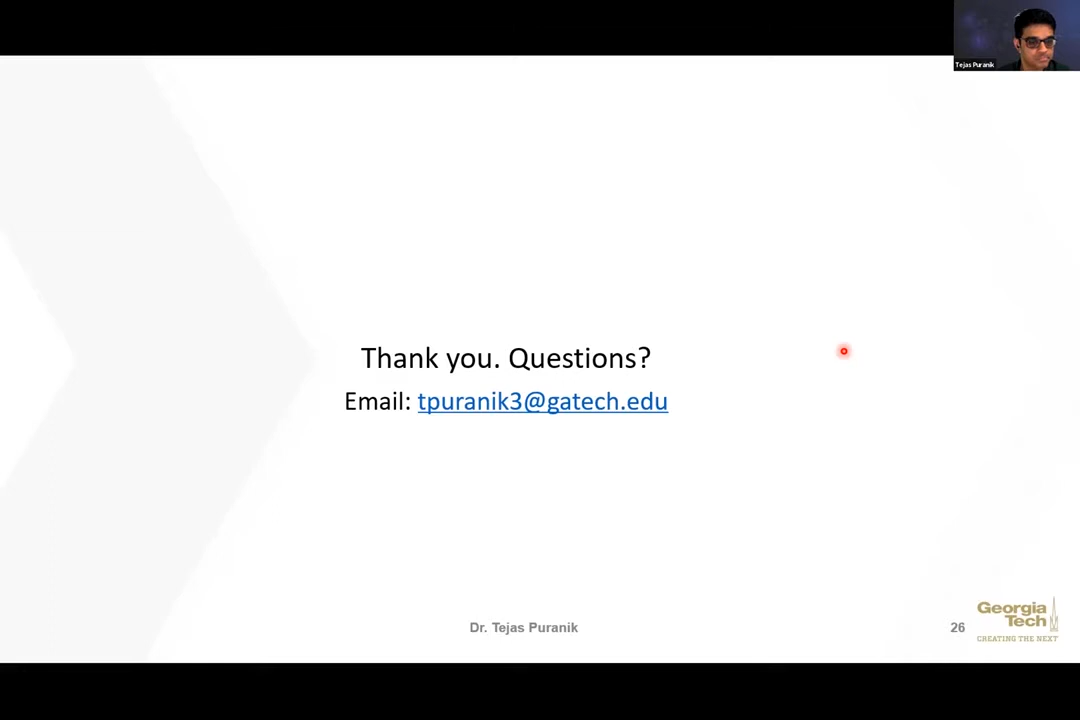 Tejas Puranik
Thank you. Questions?
Email: tpuranik3@gatech.edu
Dr. Tejas Puranik
26
Georgia
Tech
CREATING THE NEXT